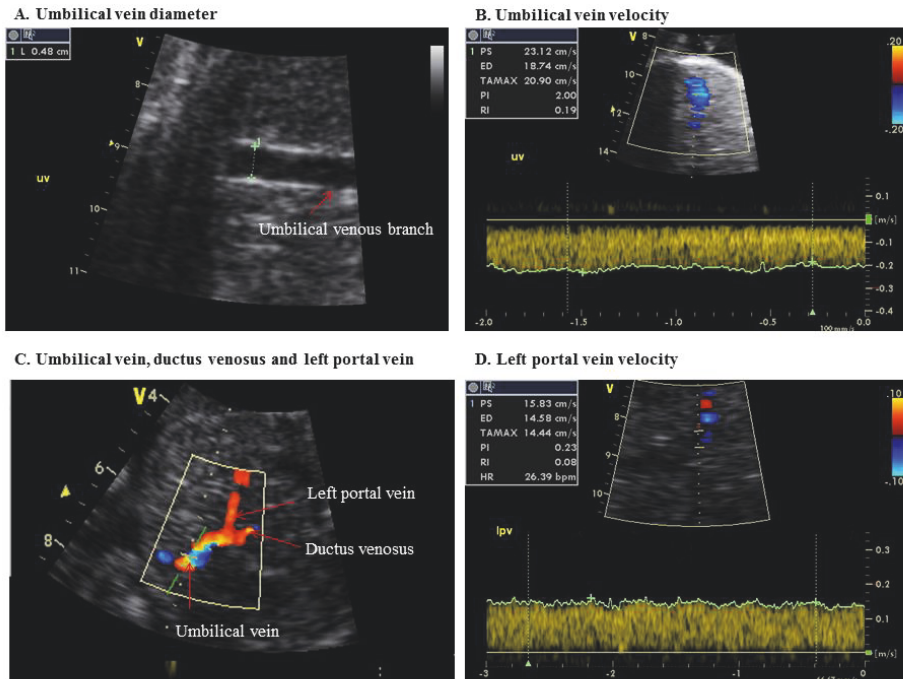 A. Umbilical vein diameter
1 L 0.48 cm
V
8
9
10
11
uv
Umbilical venous branch
B. Umbilical vein velocity
1 PS 23.12 cm/s
ED 18.74 cm/s
TAMAX 20.90 cm/s
PI 2.00
RI 0.19
V
8
10
12
14
.20
-.20
uv
0.1
[m/s]
-0.1
-0.2
-0.3
-0.4
-2.0 -1.5 -1.0 -0.5 0.0
100 mm/s
C. Umbilical vein, ductus venosus and left portal vein
V 4
6
8
Left portal vein
Ductus venosus
Umbilical vein
D. Left portal vein velocity
1 PS 15.83 cm/s
ED 14.58 cm/s
TAMAX 14.44 cm/s
PI 0.23
RI 0.08
HR 26.39 bpm
V
8
9
10
.10
-.10
lpv
0.3
0.2
0.1
[m/s]
-3 -2 -1 0